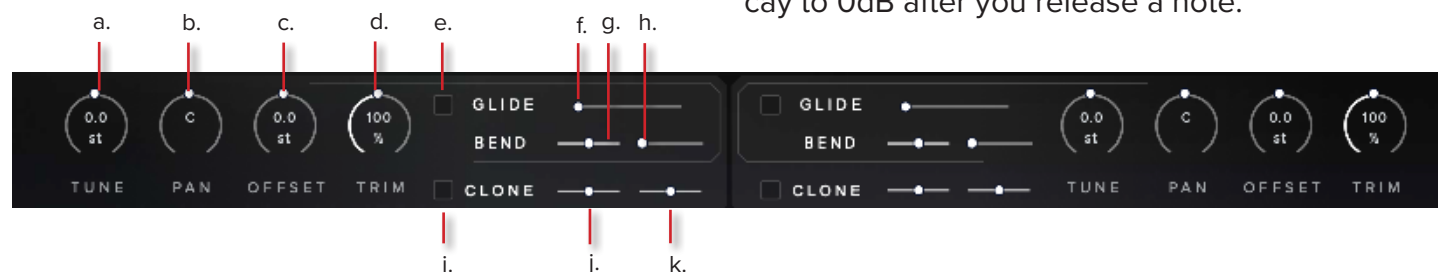 cay to 0dB after you release a note.
a. b. c. d. e. f. g. h.
0.0 st C 0.0 st 100 % GLIDE GLIDE 0.0 st C 0.0 st 100 %
BEND BEND
TUNE PAN OFFSET TRIM CLONE CLONE TUNE PAN OFFSET TRIM
i. j. k.